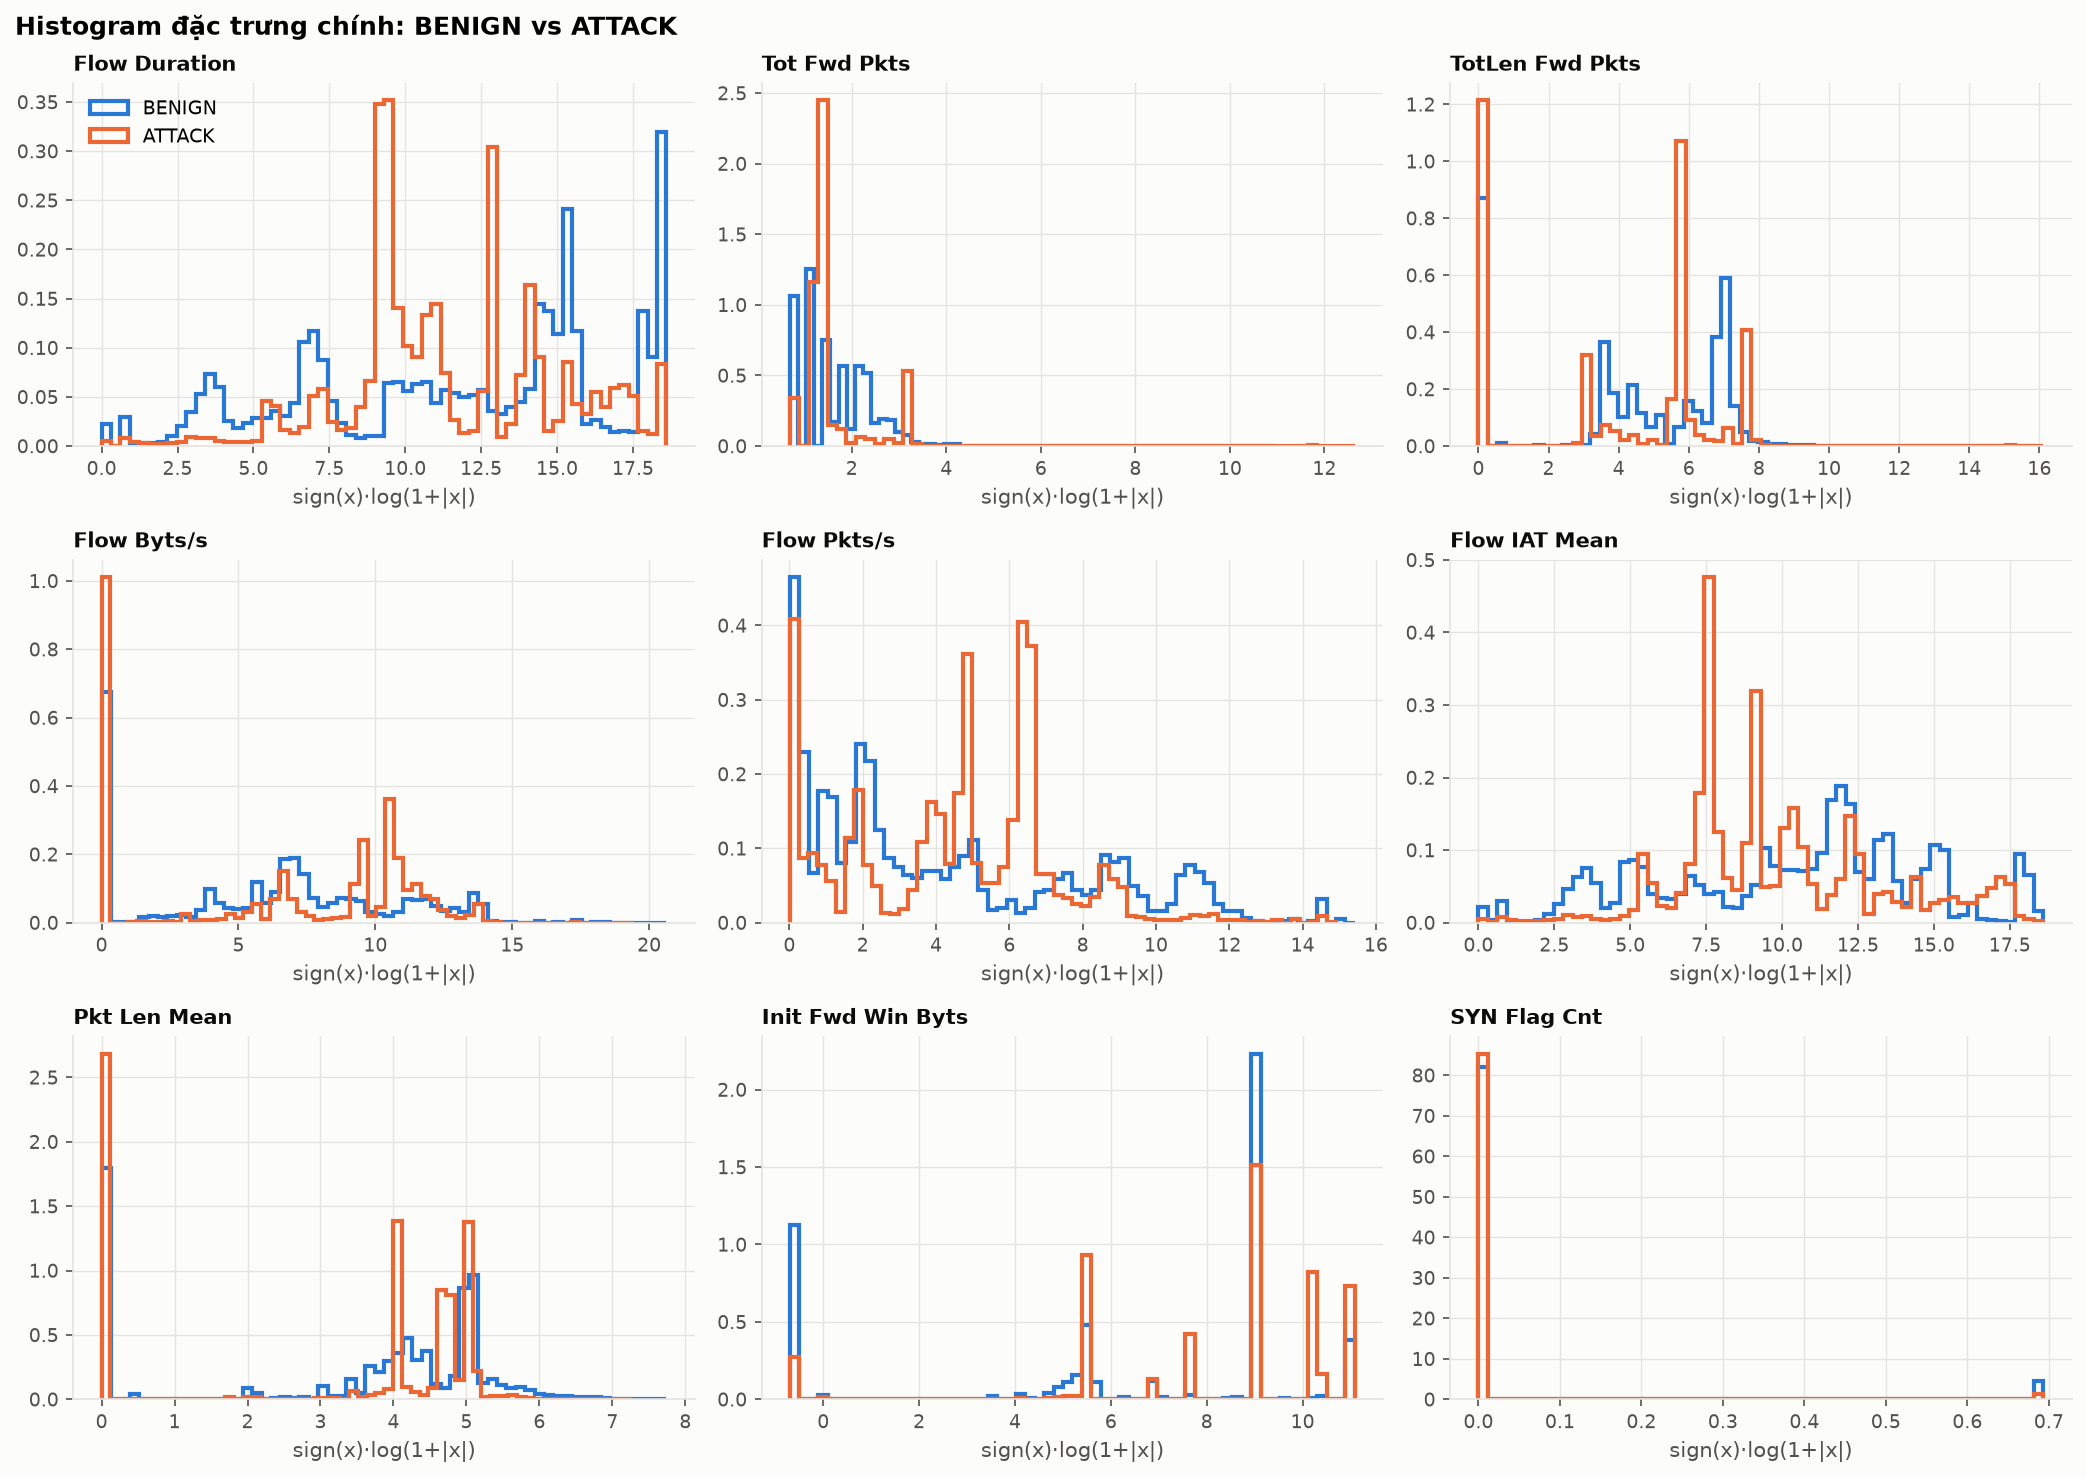 Histogram đặc trưng chính: BENIGN vs ATTACK
Flow Duration
BENIGN
ATTACK
0.35
0.30
0.25
0.20
0.15
0.10
0.05
0.00
0.0 2.5 5.0 7.5 10.0 12.5 15.0 17.5
sign(x)·log(1+|x|)
Tot Fwd Pkts
2.5
2.0
1.5
1.0
0.5
0.0
2 4 6 8 10 12
sign(x)·log(1+|x|)
TotLen Fwd Pkts
1.2
1.0
0.8
0.6
0.4
0.2
0.0
0 2 4 6 8 10 12 14 16
sign(x)·log(1+|x|)
Flow Byts/s
1.0
0.8
0.6
0.4
0.2
0.0
0 5 10 15 20
sign(x)·log(1+|x|)
Flow Pkts/s
0.4
0.3
0.2
0.1
0.0
0 2 4 6 8 10 12 14 16
sign(x)·log(1+|x|)
Flow IAT Mean
0.5
0.4
0.3
0.2
0.1
0.0
0.0 2.5 5.0 7.5 10.0 12.5 15.0 17.5
sign(x)·log(1+|x|)
Pkt Len Mean
2.5
2.0
1.5
1.0
0.5
0.0
0 1 2 3 4 5 6 7 8
sign(x)·log(1+|x|)
Init Fwd Win Byts
2.0
1.5
1.0
0.5
0.0
0 2 4 6 8 10
sign(x)·log(1+|x|)
SYN Flag Cnt
80
70
60
50
40
30
20
10
0
0.0 0.1 0.2 0.3 0.4 0.5 0.6 0.7
sign(x)·log(1+|x|)